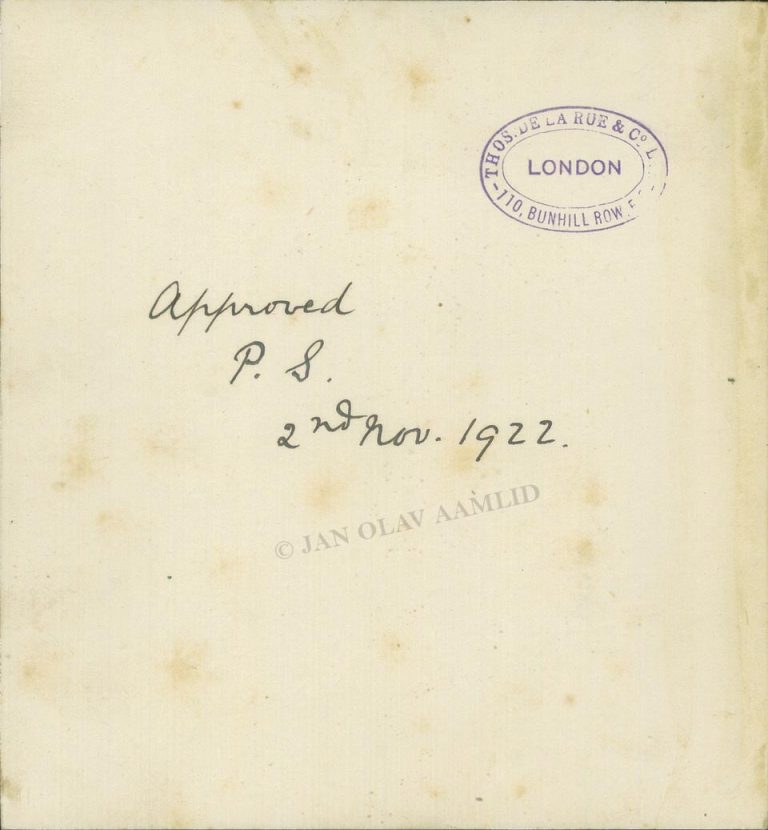 THOS. DE LA RUE & Cº L
LONDON
110, BUNHILL ROW,
Approved
P. S.
2nd Nov. 1922.
© JAN OLAV AAMLID